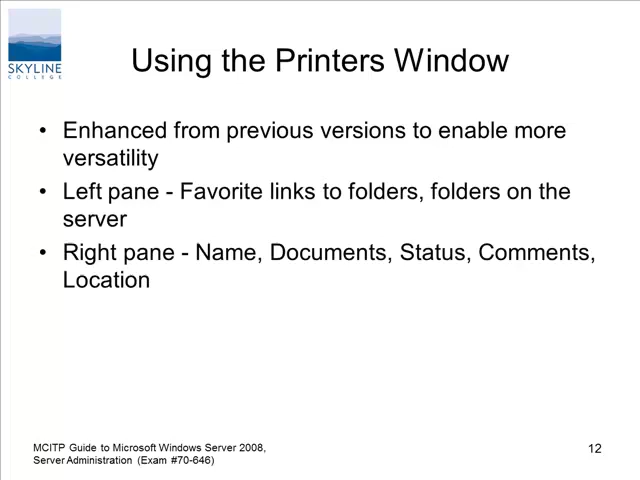 SKYLINE
COLLEGE
Using the Printers Window
• Enhanced from previous versions to enable more
versatility
• Left pane - Favorite links to folders, folders on the
server
• Right pane - Name, Documents, Status, Comments,
Location
MCITP Guide to Microsoft Windows Server 2008,
Server Administration (Exam #70-646)
12